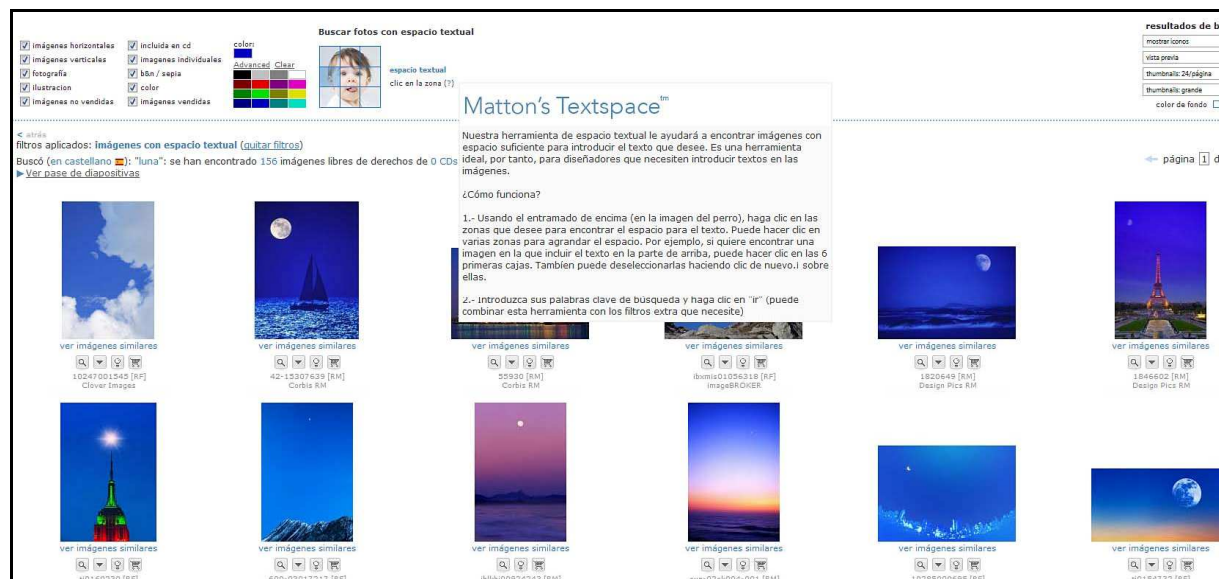 Buscar fotos con espacio textual
resultados de b
imágenes horizontales
imágenes verticales
fotografía
ilustracion
imágenes no vendidas
incluida en cd
imagenes individuales
b&n / sepia
color
imágenes vendidas
color:
Advanced Clear
espacio textual
clic en la zona (?)
mostrar iconos
vista previa
thumbnails: 24/página
thumbnails: grande
color de fondo
Matton's Textspace™
Nuestra herramienta de espacio textual le ayudará a encontrar imágenes con
espacio suficiente para introducir el texto que desee. Es una herramienta
ideal, por tanto, para diseñadores que necesiten introducir textos en las
imágenes.
¿Cómo funciona?
1.- Usando el entramado de encima (en la imagen del perro), haga clic en las
zonas que desee para encontrar el espacio para el texto. Puede hacer clic en
varias zonas para agrandar el espacio. Por ejemplo, si quiere encontrar una
imagen en la que incluir el texto en la parte de arriba, puede hacer clic en las 6
primeras cajas. Tambíen puede deseleccionarlas haciendo clic de nuevo.ı sobre
ellas.
2.- Introduzca sus palabras clave de búsqueda y haga clic en "ir" (puede
combinar esta herramienta con los filtros extra que necesite)
< atrás
filtros aplicados: imágenes con espacio textual (quitar filtros)
Buscó (en castellano): "luna": se han encontrado 156 imágenes libres de derechos de 0 CDs
Ver pase de diapositivas
página 1 d
ver imágenes similares
10247001545 [RF]
Clover Images
ver imágenes similares
42-15307639 [RM]
Corbis RM
ver imágenes similares
55930 [RM]
Corbis RM
ver imágenes similares
ibxmis01056318 [RF]
imageBROKER
ver imágenes similares
1820649 [RM]
Design Pics RM
ver imágenes similares
1846602 [RM]
Design Pics RM
ver imágenes similares
ver imágenes similares
ver imágenes similares
ver imágenes similares
ver imágenes similares
ver imágenes similares